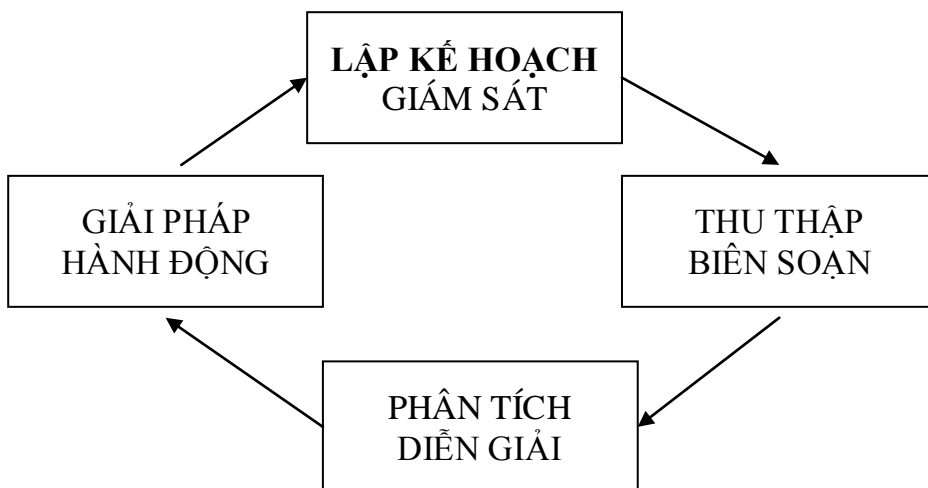 LẬP KẾ HOẠCH
GIÁM SÁT
GIẢI PHÁP
HÀNH ĐỘNG
THU THẬP
BIÊN SOẠN
PHÂN TÍCH
DIỄN GIẢI